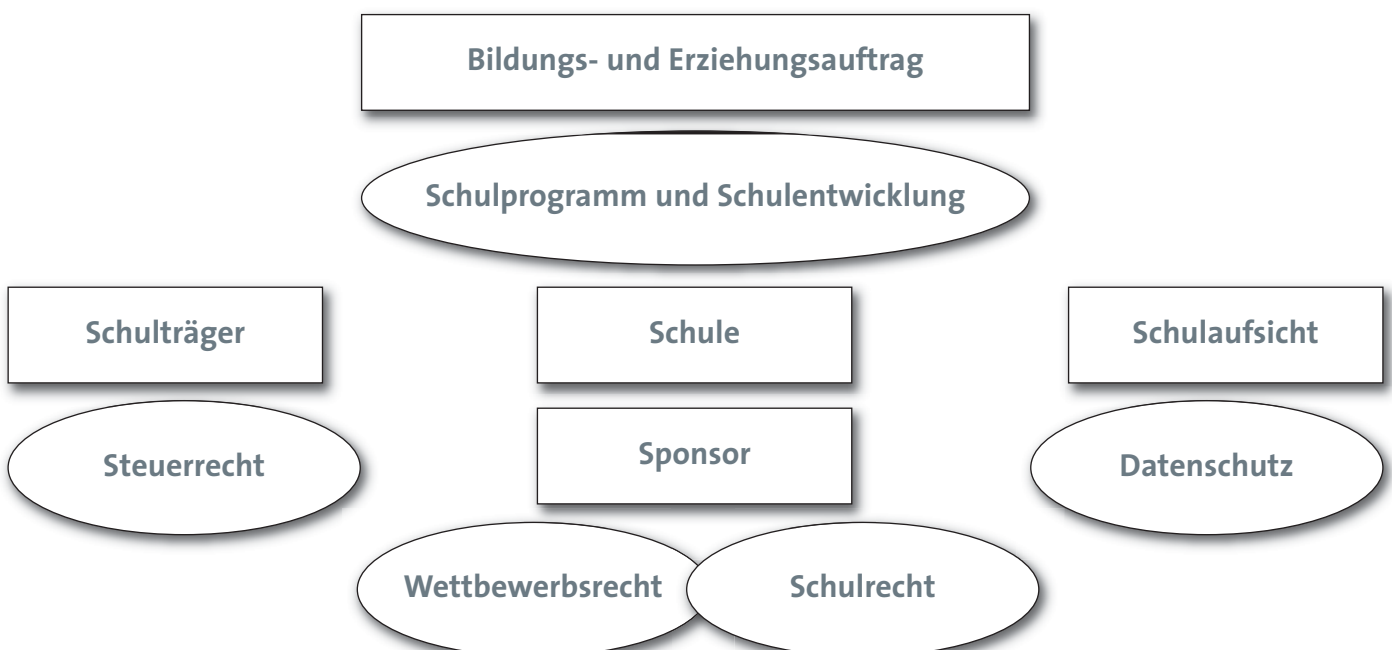 Bildungs- und Erziehungsauftrag
Schulprogramm und Schulentwicklung
Schulträger
Schule
Schulaufsicht
Steuerrecht
Sponsor
Datenschutz
Wettbewerbsrecht
Schulrecht